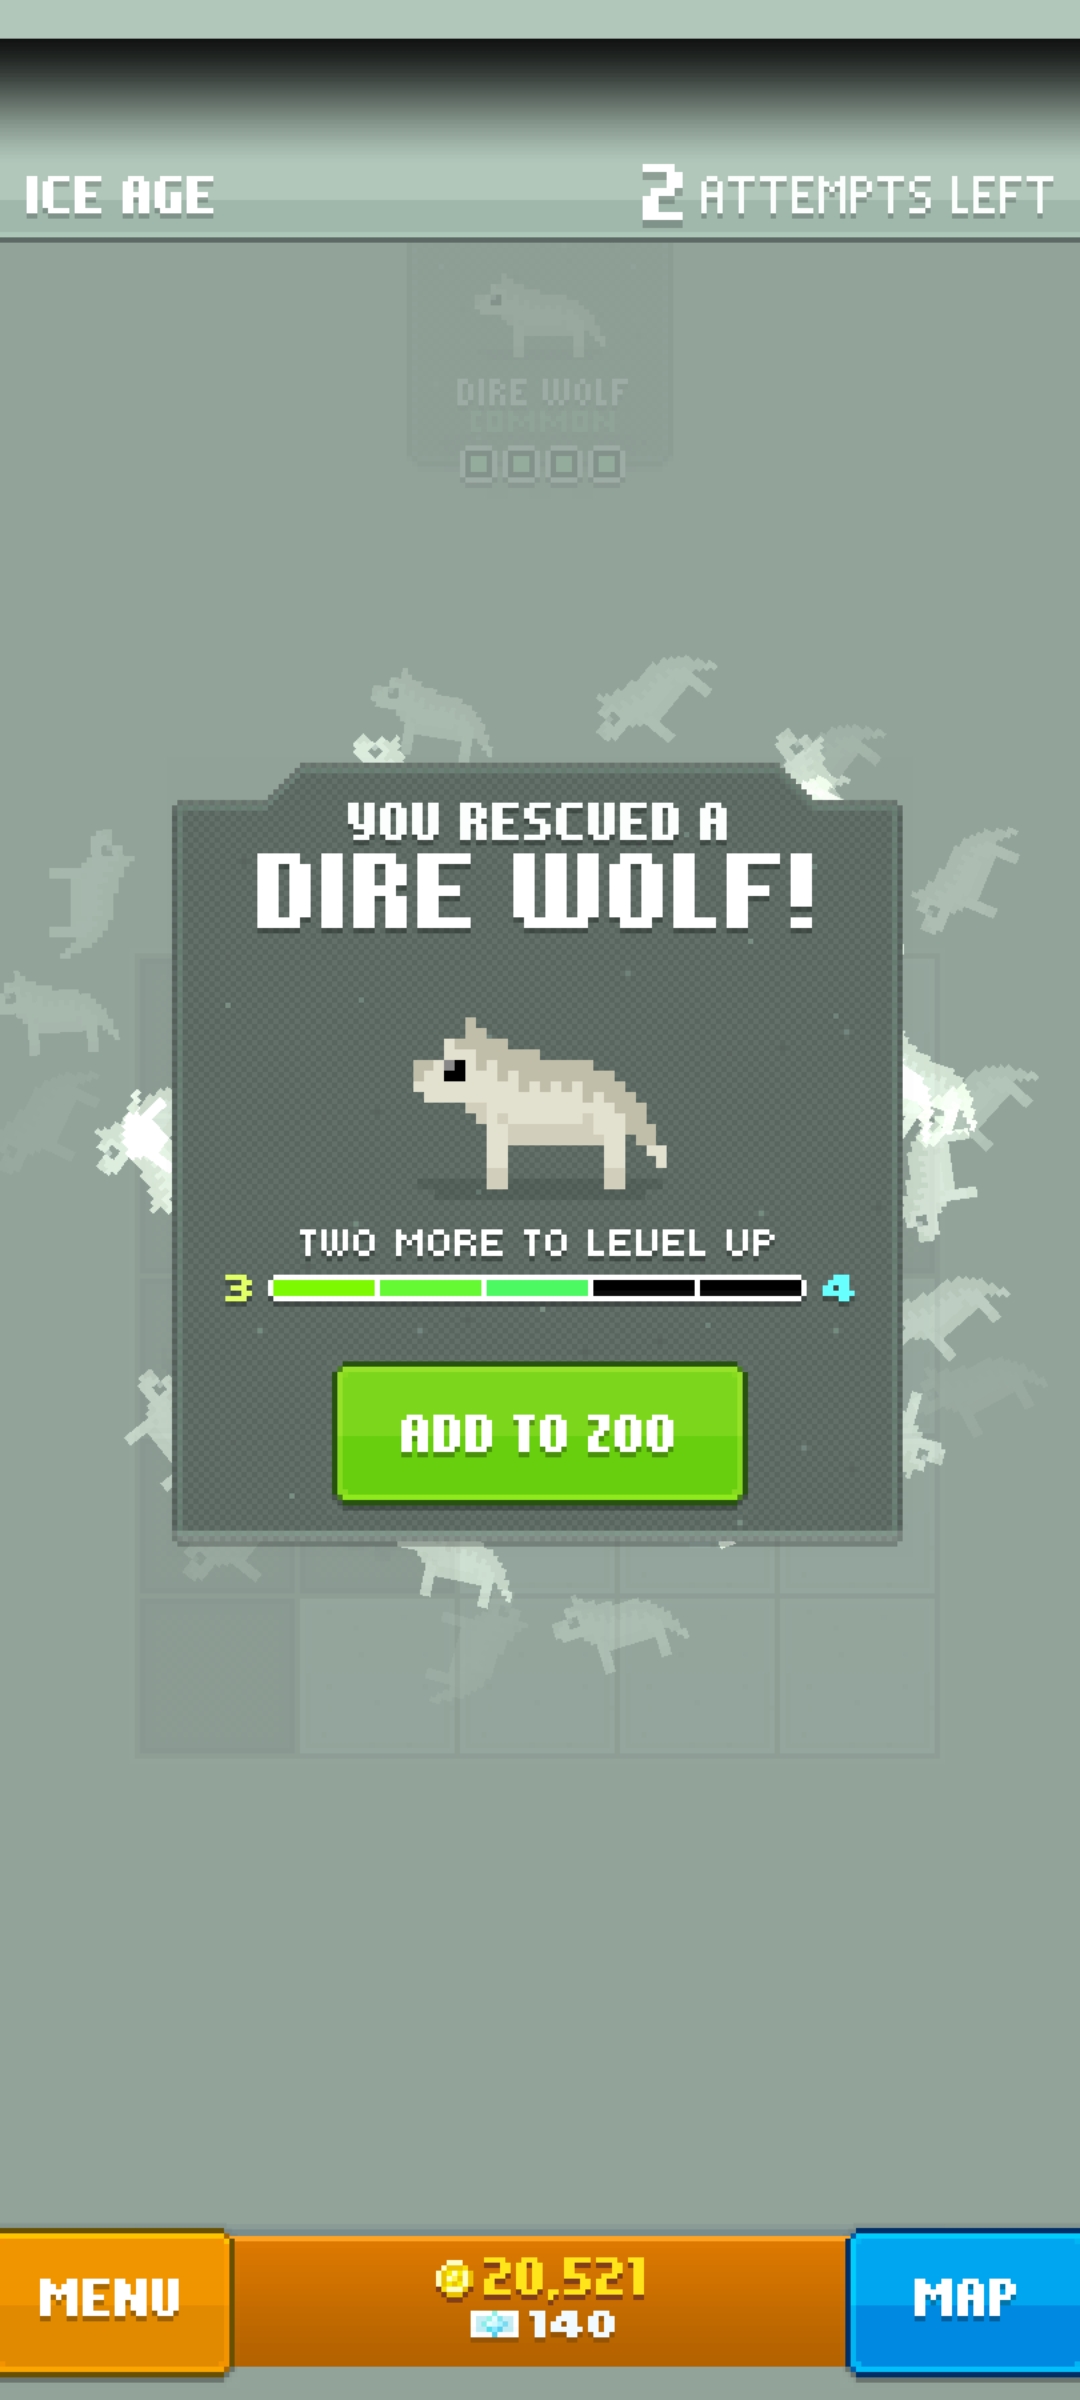 ICE AGE
2 ATTEMPTS LEFT
DIRE WOLF
COMMON
YOU RESCUED A
DIRE WOLF!
TWO MORE TO LEVEL UP
3 4
ADD TO ZOO
MENU
20,521
140
MAP